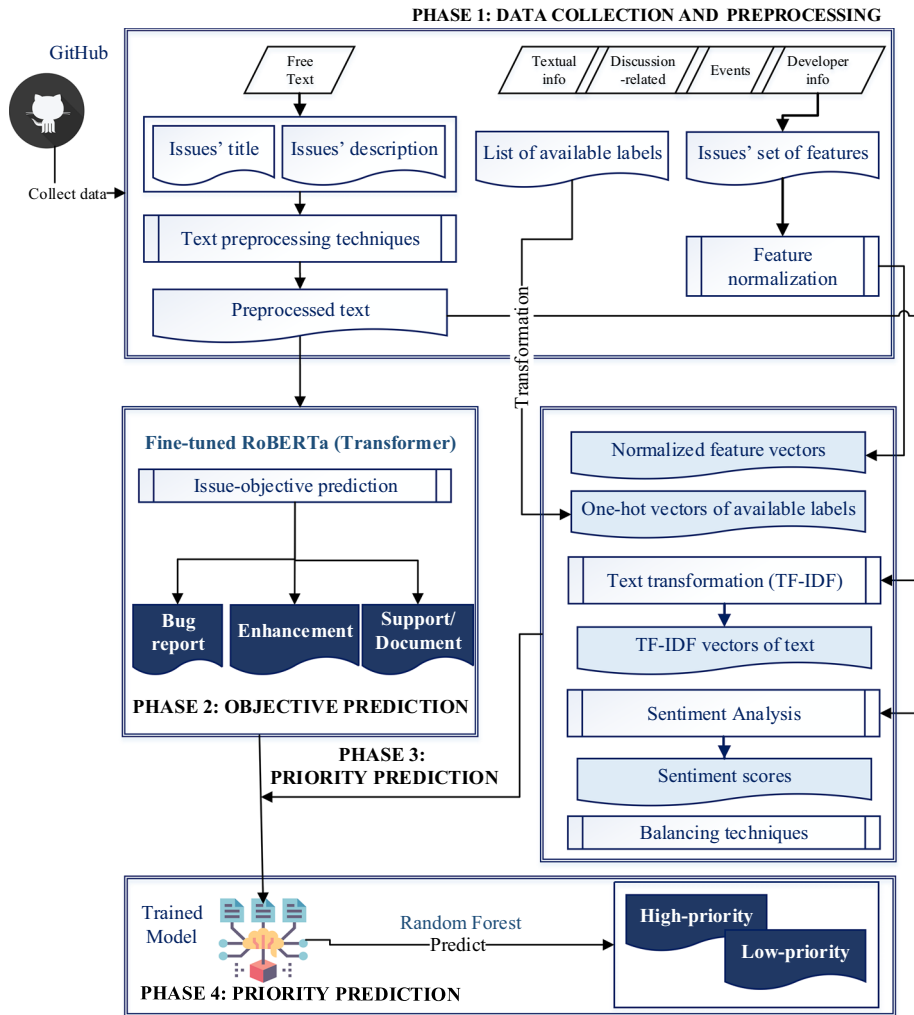 PHASE 1: DATA COLLECTION AND PREPROCESSING
GitHub
Collect data
Free
Text
Textual
info
Discussion
-related
Events
Developer
info
Issues' title
Issues' description
List of available labels
Issues' set of features
Text preprocessing techniques
Feature
normalization
Preprocessed text
Transformation
Fine-tuned RoBERTa (Transformer)
Issue-objective prediction
Bug
report
Enhancement
Support/
Document
PHASE 2: OBJECTIVE PREDICTION
Normalized feature vectors
One-hot vectors of available labels
Text transformation (TF-IDF)
TF-IDF vectors of text
Sentiment Analysis
Sentiment scores
Balancing techniques
PHASE 3:
PRIORITY PREDICTION
Trained
Model
Random Forest
Predict
High-priority
Low-priority
PHASE 4: PRIORITY PREDICTION